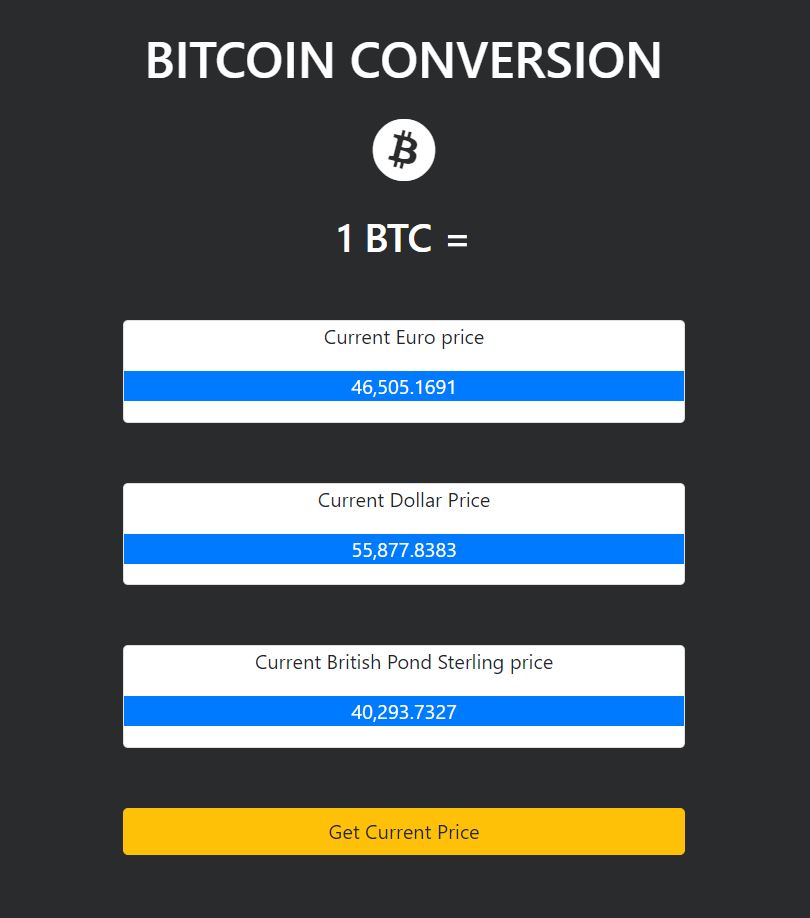 BITCOIN CONVERSION
1 BTC =
Current Euro price
46,505.1691
Current Dollar Price
55,877.8383
Current British Pond Sterling price
40,293.7327
Get Current Price